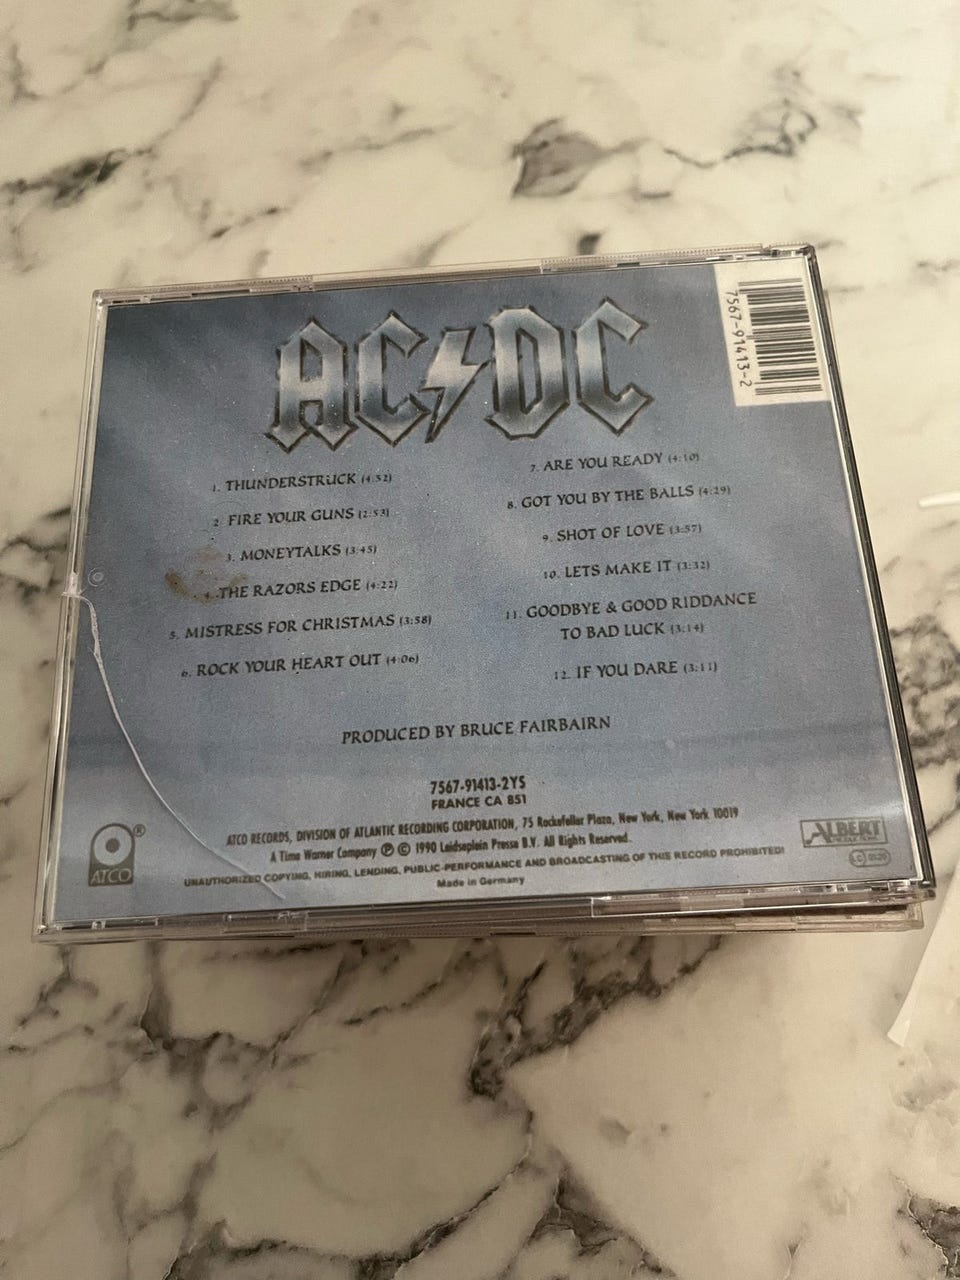 AC DC
7567-91413-2
1. THUNDERSTRUCK (4:52)
2. FIRE YOUR GUNS (2:53)
3. MONEYTALKS (3:45)
4. THE RAZORS EDGE (4:22)
5. MISTRESS FOR CHRISTMAS (3:58)
6. ROCK YOUR HEART OUT (4:06)
7. ARE YOU READY (4:10)
8. GOT YOU BY THE BALLS (4:29)
9. SHOT OF LOVE (3:57)
10. LETS MAKE IT (3:32)
11. GOODBYE & GOOD RIDDANCE
TO BAD LUCK (3:14)
12. IF YOU DARE (3:11)
PRODUCED BY BRUCE FAIRBAIRN
7567-91413-2YS
FRANCE CA 851
ATCO RECORDS, DIVISION OF ATLANTIC RECORDING CORPORATION, 75 Rockefeller Plaza, New York, New York 10019
A Time Warner Company Ⓟ © 1990 Leidseplein Presse B.V. All Rights Reserved.
UNAUTHORIZED COPYING, HIRING, LENDING, PUBLIC-PERFORMANCE AND BROADCASTING OF THIS RECORD PROHIBITED!
Made in Germany
®
ATCO
ALBERT
LC